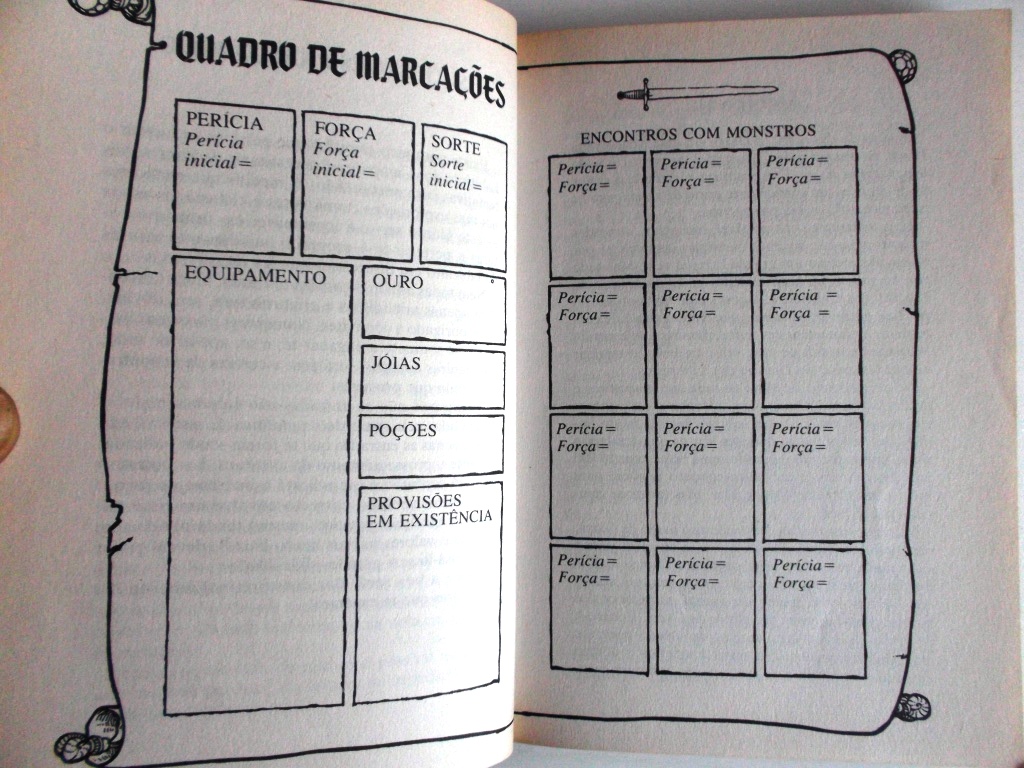 QUADRO DE MARCAÇÕES
PERÍCIA
Perícia
inicial=
FORÇA
Força
inicial=
SORTE
Sorte
inicial=
EQUIPAMENTO
OURO
JÓIAS
POÇÕES
PROVISÕES
EM EXISTÊNCIA
ENCONTROS COM MONSTROS
Perícia=
Força=
Perícia=
Força=
Perícia=
Força=
Perícia=
Força=
Perícia=
Força=
Perícia =
Força =
Perícia=
Força=
Perícia=
Força=
Perícia=
Força=
Perícia=
Força=
Perícia=
Força=
Perícia=
Força=